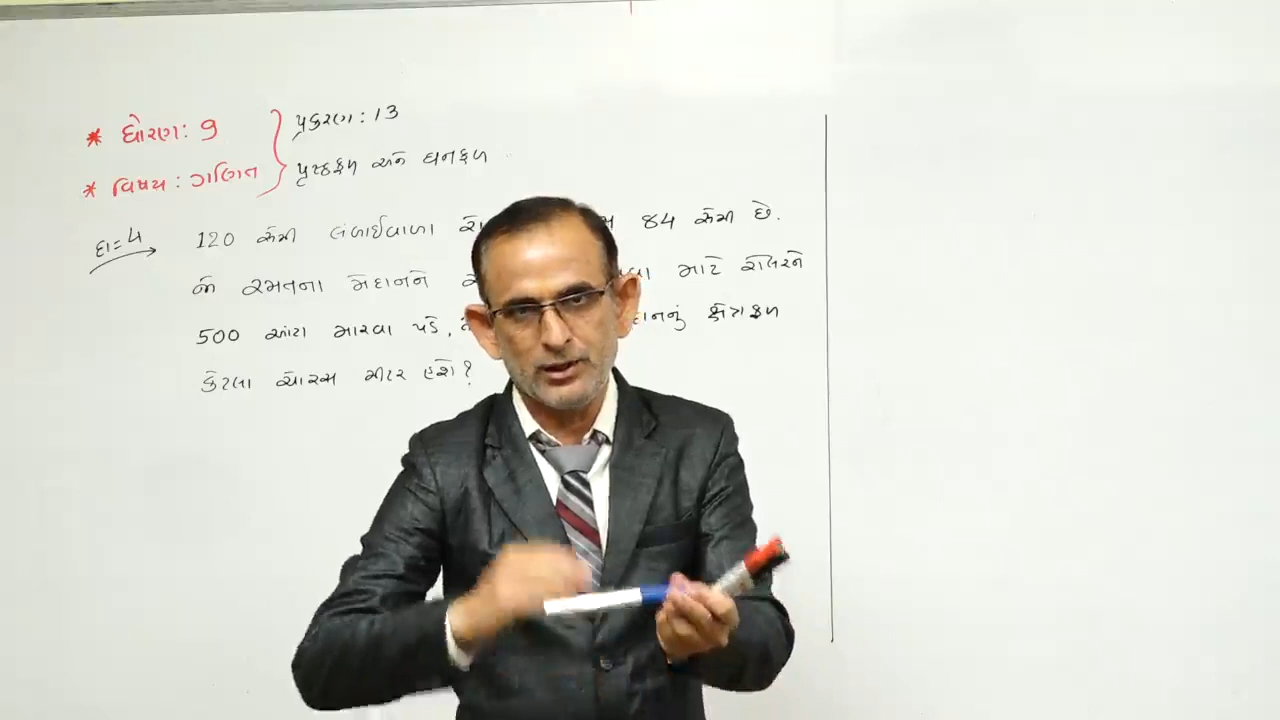 * ધોરણ: 9
* વિષય: ગણિત
પ્રકરણ: 13
પૃષ્ઠફળ અને ઘનફળ
દા=4 120 સેમી લંબાઈવાળા 84 સેમી છે.
જો રમતના મેદાનને માટે રોલરને
500 આંટા મારવા પડે, ક્ષેત્રફળ
કેટલા ચોરસ મીટર હશે?